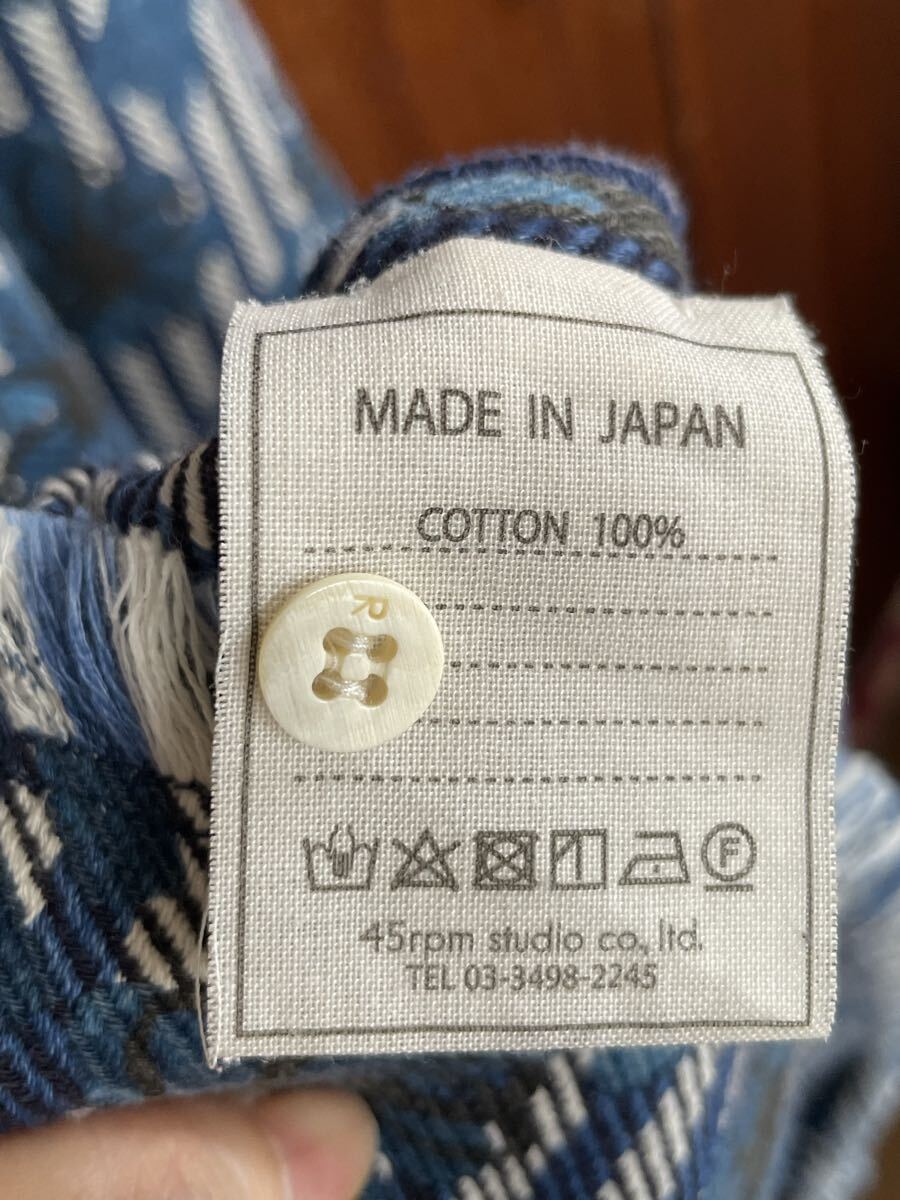 MADE IN JAPAN
COTTON 100%
R
F
45rpm studio co., ltd.
TEL 03-3498-2245